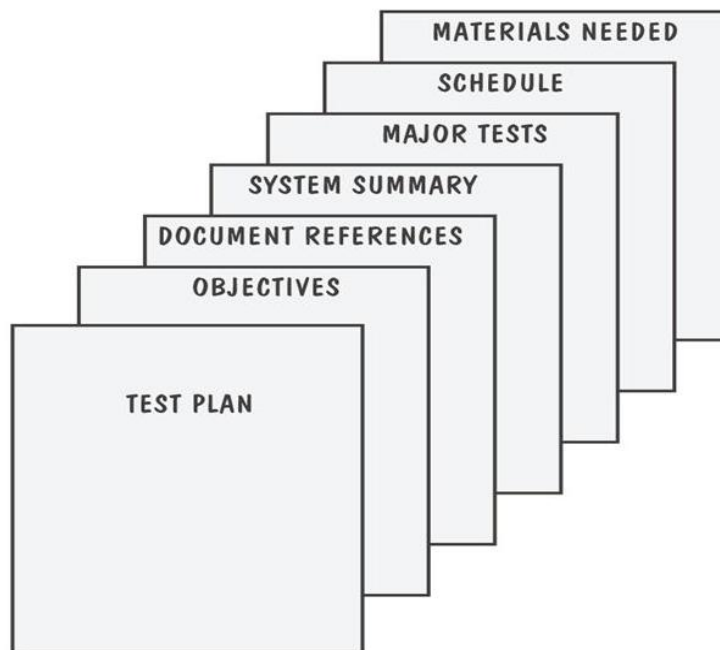 MATERIALS NEEDED
SCHEDULE
MAJOR TESTS
SYSTEM SUMMARY
DOCUMENT REFERENCES
OBJECTIVES
TEST PLAN